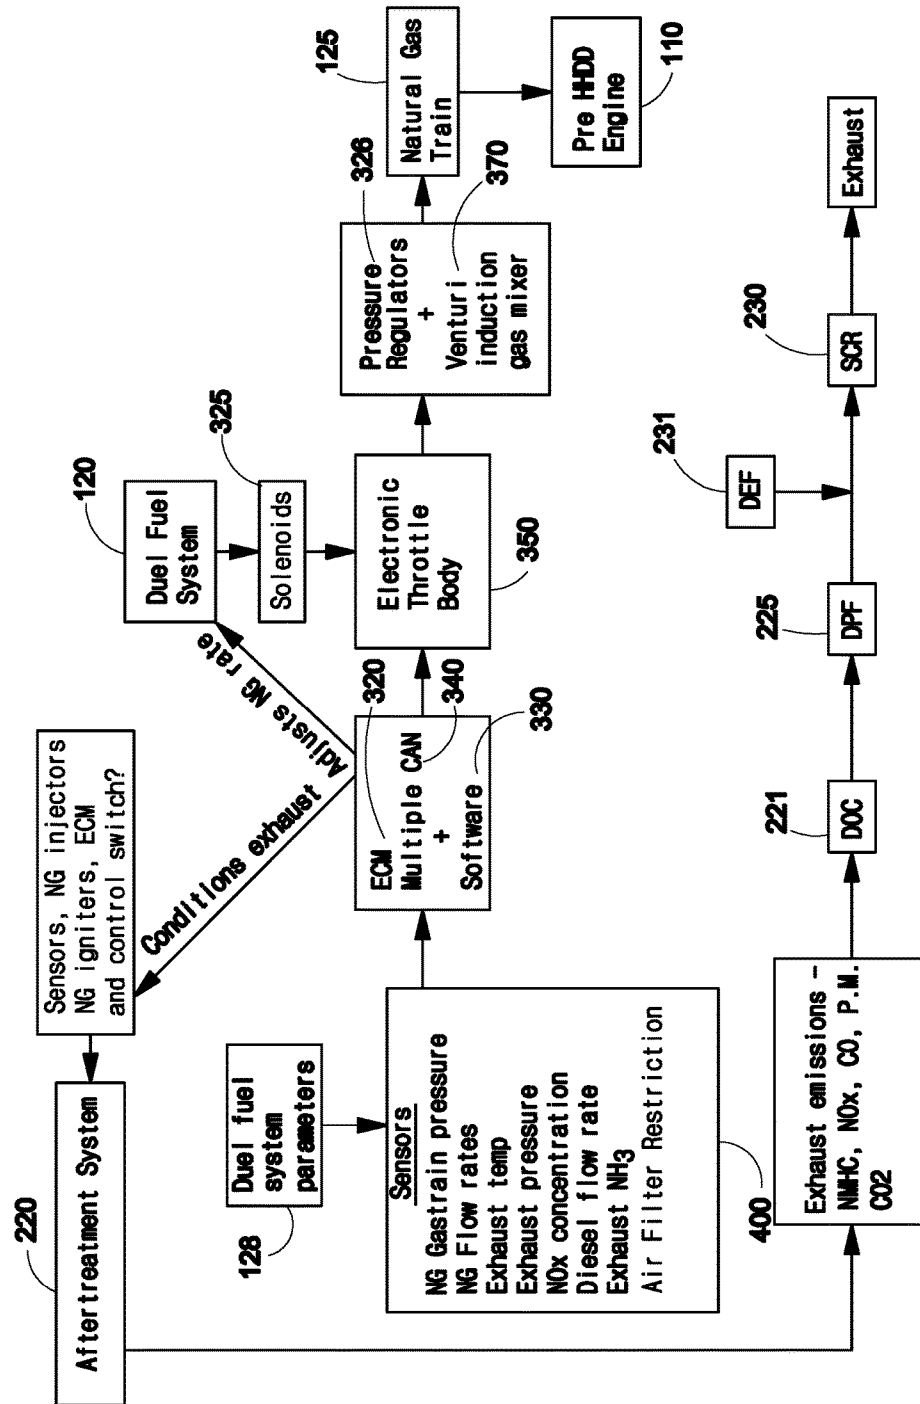 220
Aftertreatment System
Sensors, NG injectors
NG igniters, ECM
and control switch?
Conditions exhaust
Adjusts NG rate
120
Duel Fuel
System
325
Solenoids
128
Duel fuel
system
parameters
Sensors
NG Gastrain pressure
NG Flow rates
Exhaust temp
Exhaust pressure
NOx concentration
Diesel flow rate
Exhaust NH3
Air Filter Restriction
400
320
ECM
Multiple CAN
+
Software
340
330
Electronic
Throttle
Body
350
326
Pressure
Regulators
+
Venturi
induction
gas mixer
370
125
Natural Gas
Train
Pre HHDD
Engine
110
Exhaust emissions –
NMHC, NOx, CO, P.M.
CO2
221
DOC
225
DPF
231
DEF
230
SCR
Exhaust